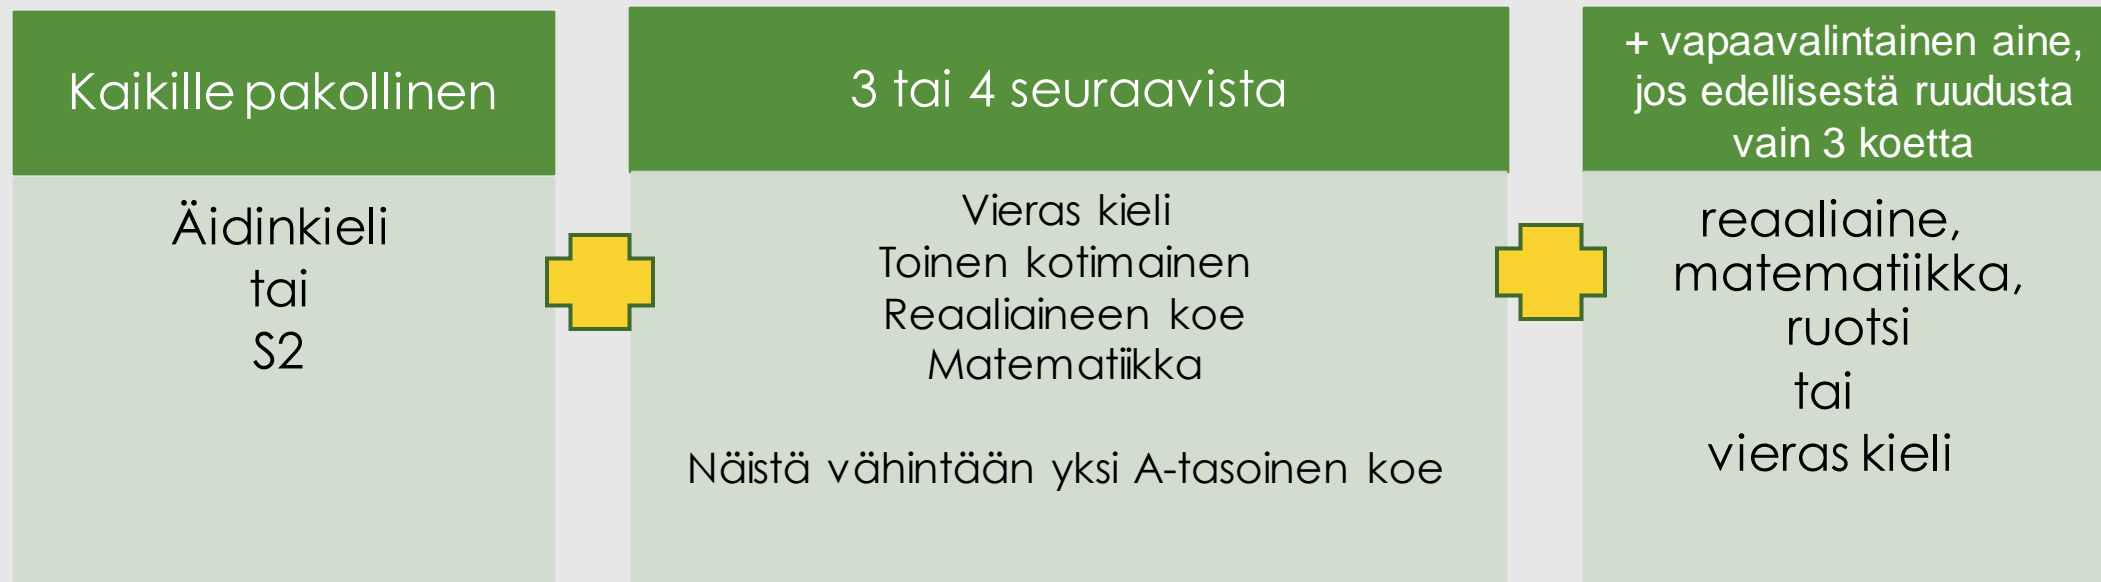 Kaikille pakollinen
Äidinkieli
tai
S2
3 tai 4 seuraavista
Vieras kieli
Toinen kotimainen
Reaaliaineen koe
Matematiikka
Näistä vähintään yksi A-tasoinen koe
+ vapaavalintainen aine,
jos edellisestä ruudusta
vain 3 koetta
reaaliaine,
matematiikka,
ruotsi
tai
vieras kieli